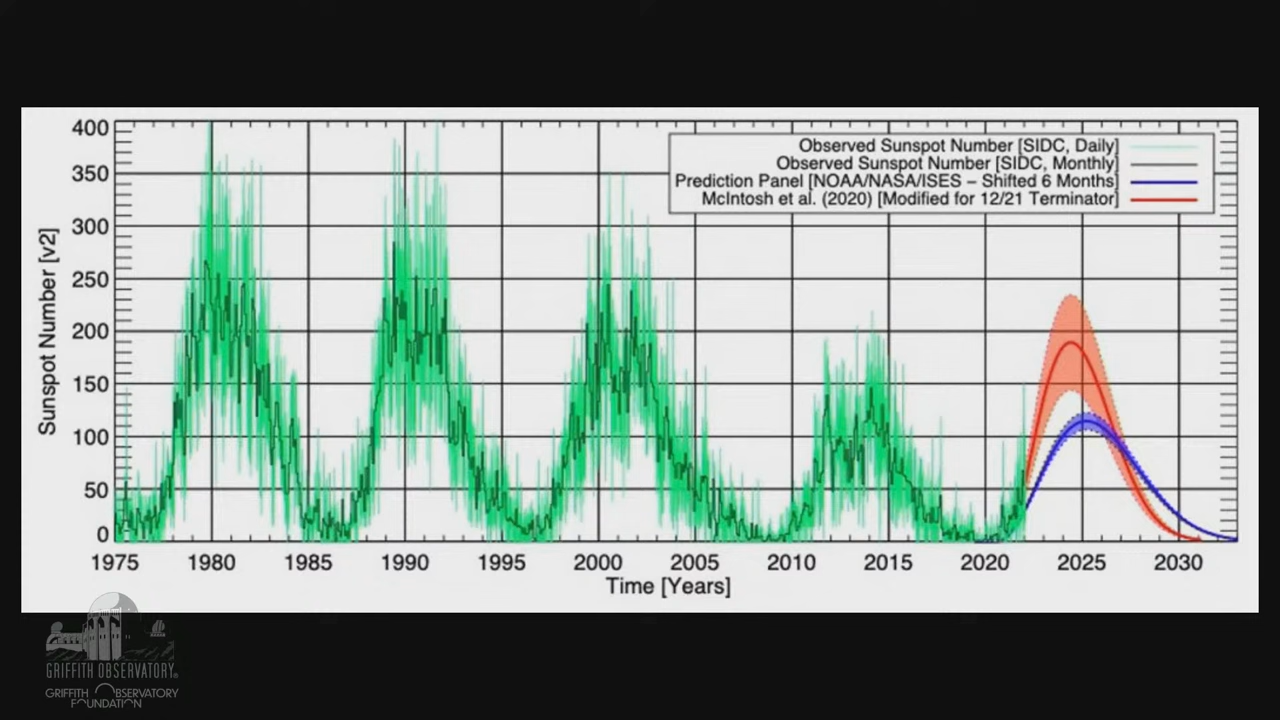 400
350
300
250
200
150
100
50
0
Sunspot Number [v2]
Observed Sunspot Number [SIDC, Daily]
Observed Sunspot Number [SIDC, Monthly]
Prediction Panel [NOAA/NASA/ISES – Shifted 6 Months]
McIntosh et al. (2020) [Modified for 12/21 Terminator]
1975 1980 1985 1990 1995 2000 2005 2010 2015 2020 2025 2030
Time [Years]
GRIFFITH OBSERVATORY®
GRIFFITH OBSERVATORY
FOUNDATION